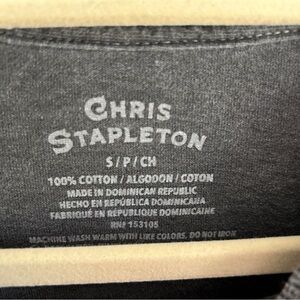 CHRIS
STAPLETON
S / P / CH
100% COTTON / ALGODON / COTON
MADE IN DOMINICAN REPUBLIC
HECHO EN REPÚBLICA DOMINICANA
FABRIQUÉ EN RÉPUBLIQUE DOMINICAINE
RN# 153105
MACHINE WASH WARM WITH LIKE COLORS. DO NOT IRON